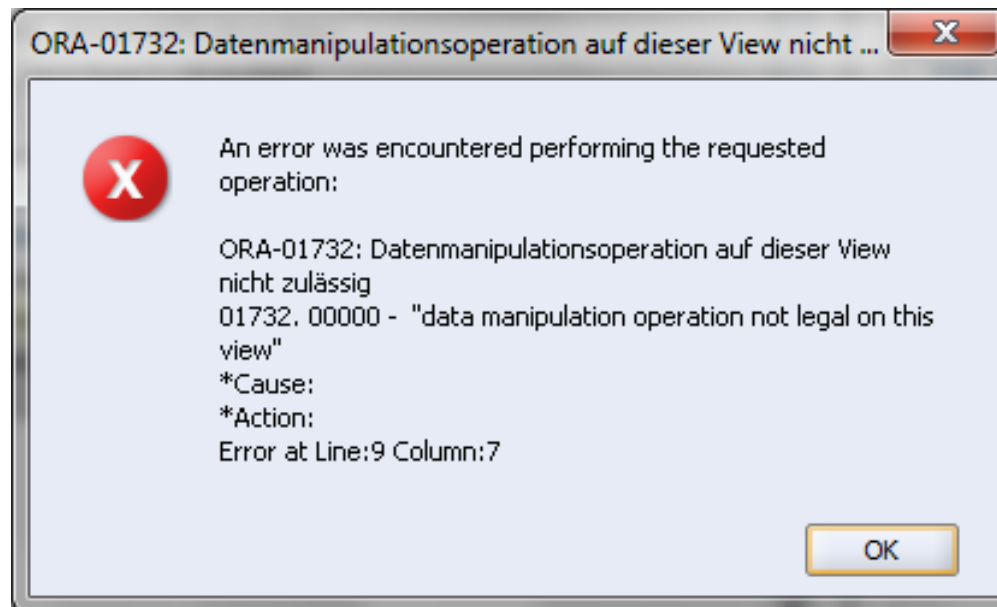 ORA-01732: Datenmanipulationsoperation auf dieser View nicht ...
An error was encountered performing the requested
operation:
ORA-01732: Datenmanipulationsoperation auf dieser View
nicht zulässig
01732. 00000 -  "data manipulation operation not legal on this
view"
*Cause:
*Action:
Error at Line:9 Column:7
OK